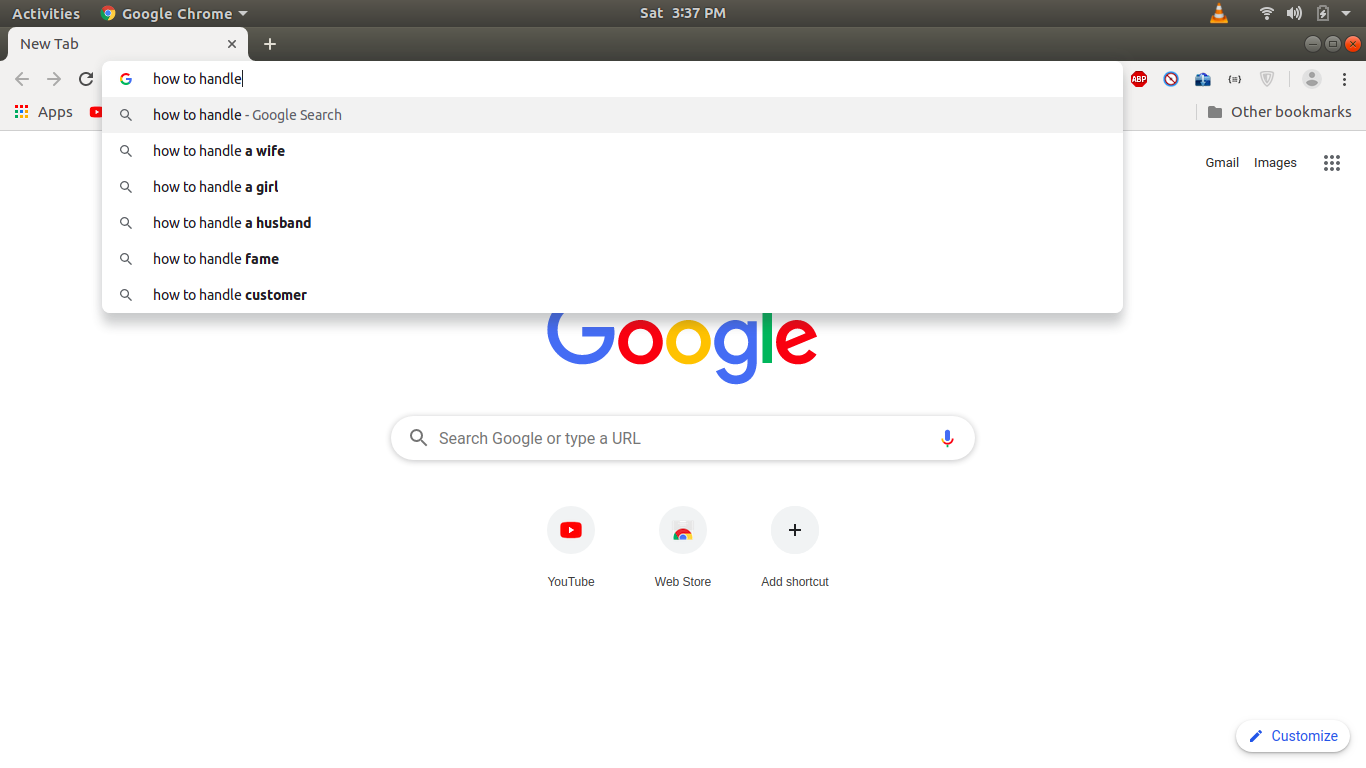 Activities Google Chrome Sat 3:37 PM
New Tab
how to handle
ABP
Apps Other bookmarks
how to handle - Google Search
how to handle a wife
Gmail Images
how to handle a girl
how to handle a husband
how to handle fame
how to handle customer
Google
Search Google or type a URL
YouTube Web Store Add shortcut
Customize